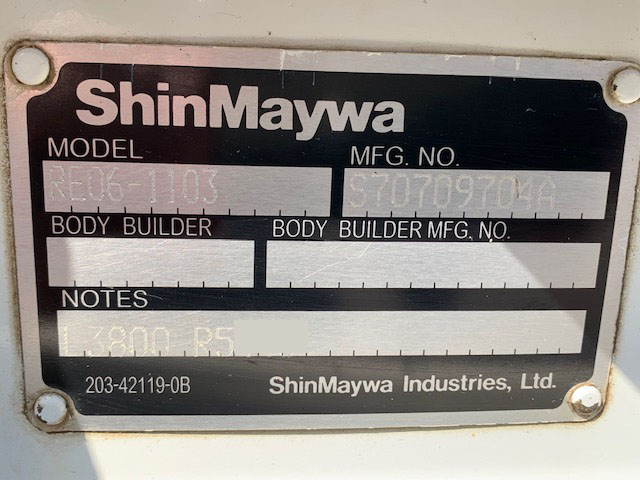 ShinMaywa
MODEL MFG. NO.
RE06-1103 S70709704A
BODY BUILDER BODY BUILDER MFG. NO.
NOTES
L3800 R5
203-42119-0B ShinMaywa Industries, Ltd.